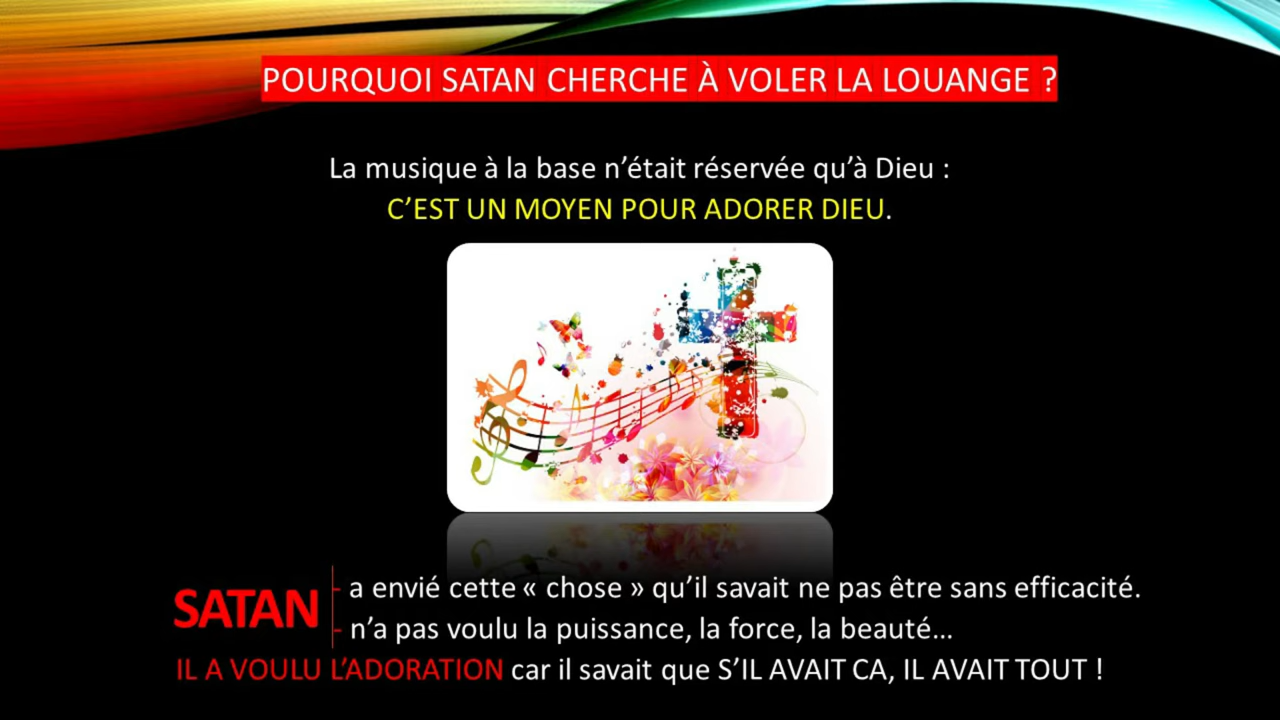 POURQUOI SATAN CHERCHE À VOLER LA LOUANGE ?
La musique à la base n’était réservée qu’à Dieu :
C’EST UN MOYEN POUR ADORER DIEU.
SATAN
- a envié cette « chose » qu’il savait ne pas être sans efficacité.
- n’a pas voulu la puissance, la force, la beauté…
IL A VOULU L’ADORATION car il savait que S’IL AVAIT CA, IL AVAIT TOUT !